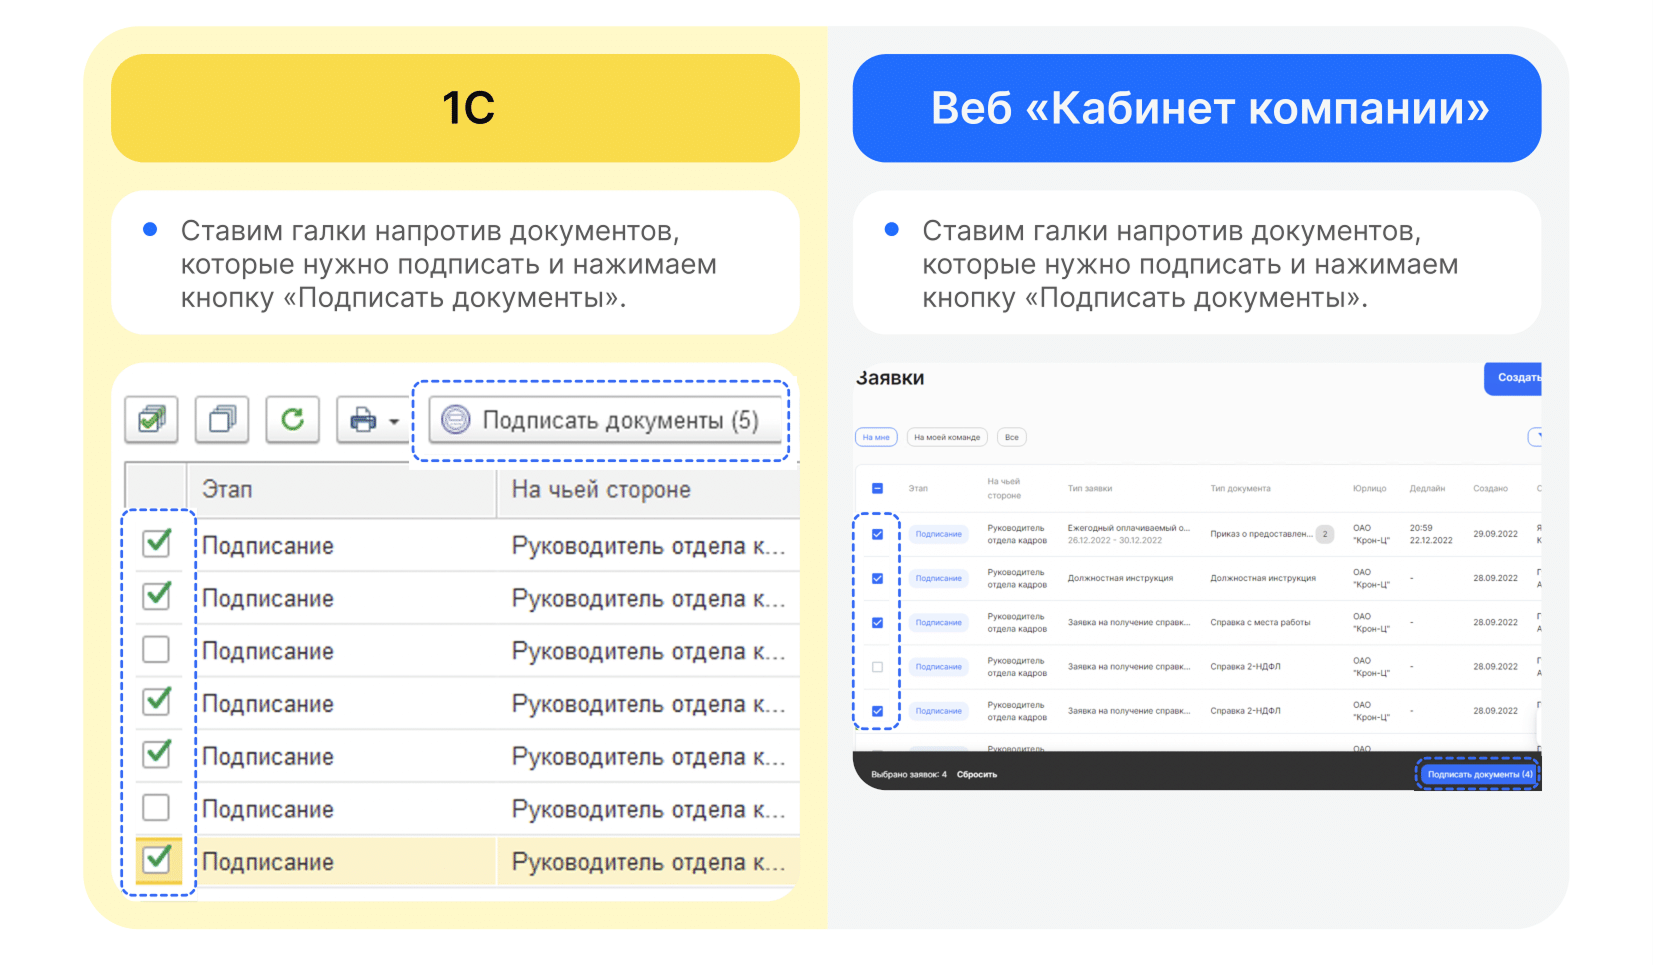 1С
Ставим галки напротив документов,
которые нужно подписать и нажимаем
кнопку «Подписать документы».
Подписать документы (5)
Этап На чьей стороне
Подписание Руководитель отдела к...
Подписание Руководитель отдела к...
Подписание Руководитель отдела к...
Подписание Руководитель отдела к...
Подписание Руководитель отдела к...
Подписание Руководитель отдела к...
Подписание Руководитель отдела к...
Веб «Кабинет компании»
Ставим галки напротив документов,
которые нужно подписать и нажимаем
кнопку «Подписать документы».
Заявки
Создать
На мне На моей команде Все
Этап На чьей Тип заявки Тип документа Юрлицо Дедлайн Создано С
стороне
Подписание Руководитель Ежегодный оплачиваемый о... Приказ о предоставлен... 2 ОАО 20:59 29.09.2022 Я
отдела кадров 26.12.2022 - 30.12.2022 "Крон-Ц" 22.12.2022 К
Подписание Руководитель Должностная инструкция Должностная инструкция ОАО - 28.09.2022 Г
отдела кадров "Крон-Ц" А
Подписание Руководитель Заявка на получение справк... Справка с места работы ОАО - 28.09.2022 Г
отдела кадров "Крон-Ц" А
Подписание Руководитель Заявка на получение справк... Справка 2-НДФЛ ОАО - 28.09.2022 Г
отдела кадров "Крон-Ц" А
Подписание Руководитель Заявка на получение справк... Справка 2-НДФЛ ОАО - 28.09.2022 Г
отдела кадров "Крон-Ц"
Руководитель ОАО
Выбрано заявок: 4 Сбросить Подписать документы (4)